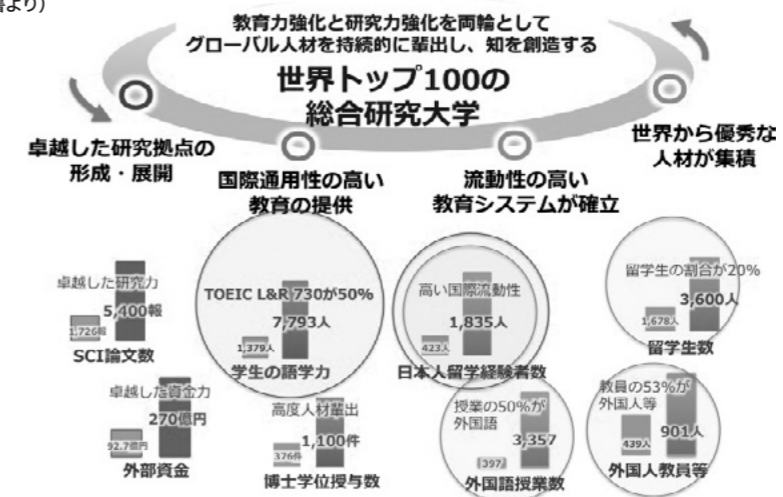 書より）
教育力強化と研究力強化を両輪として
グローバル人材を持続的に輩出し、知を創造する
世界トップ100の
総合研究大学
卓越した研究拠点の
形成・展開
国際通用性の高い
教育の提供
流動性の高い
教育システムが確立
世界から優秀な
人材が集積
卓越した研究力
5,400報
1,726報
SCI論文数
TOEIC L&R 730が50%
7,793人
1,379人
学生の語学力
高い国際流動性
1,835人
423人
日本人留学経験者数
留学生の割合が20%
3,600人
1,678人
留学生数
卓越した資金力
270億円
92.7億円
外部資金
高度人材輩出
1,100件
376件
博士学位授与数
授業の50%が
外国語
3,357
397
外国語授業数
教員の53%が
外国人等
901人
439人
外国人教員等